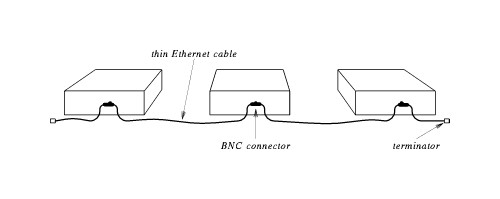 thin Ethernet cable
BNC connector
terminator